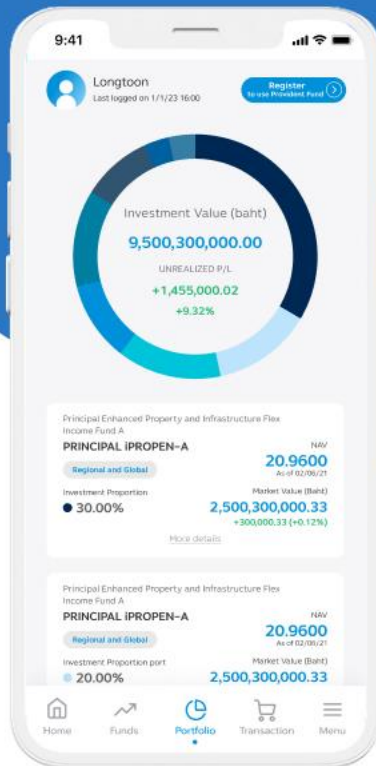 9:41
Longtoon
Last logged on 1/1/23 16:00
Register
to use Provident Fund
Investment Value (baht)
9,500,300,000.00
UNREALIZED P/L
+1,455,000.02
+9.32%
Principal Enhanced Property and Infrastructure Flex
Income Fund A
PRINCIPAL iPROPEN-A
NAV
20.9600
As of 02/06/21
Regional and Global
Investment Proportion
Market Value (Baht)
30.00%
2,500,300,000.33
+300,000.33 (+0.12%)
More details
Principal Enhanced Property and Infrastructure Flex
Income Fund A
PRINCIPAL iPROPEN-A
NAV
20.9600
As of 02/06/21
Regional and Global
Investment Proportion port
Market Value (Baht)
20.00%
2,500,300,000.33
Home
Funds
Portfolio
Transaction
Menu